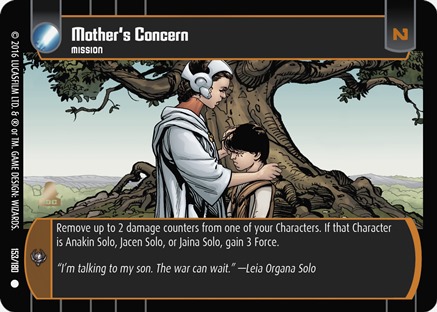 Mother's Concern
MISSION
N
© 2016 LUCASFILM LTD. & ® or TM. GAME DESIGN: WIZARDS.
153/180
Remove up to 2 damage counters from one of your Characters. If that Character
is Anakin Solo, Jacen Solo, or Jaina Solo, gain 3 Force.
“I’m talking to my son. The war can wait.” —Leia Organa Solo